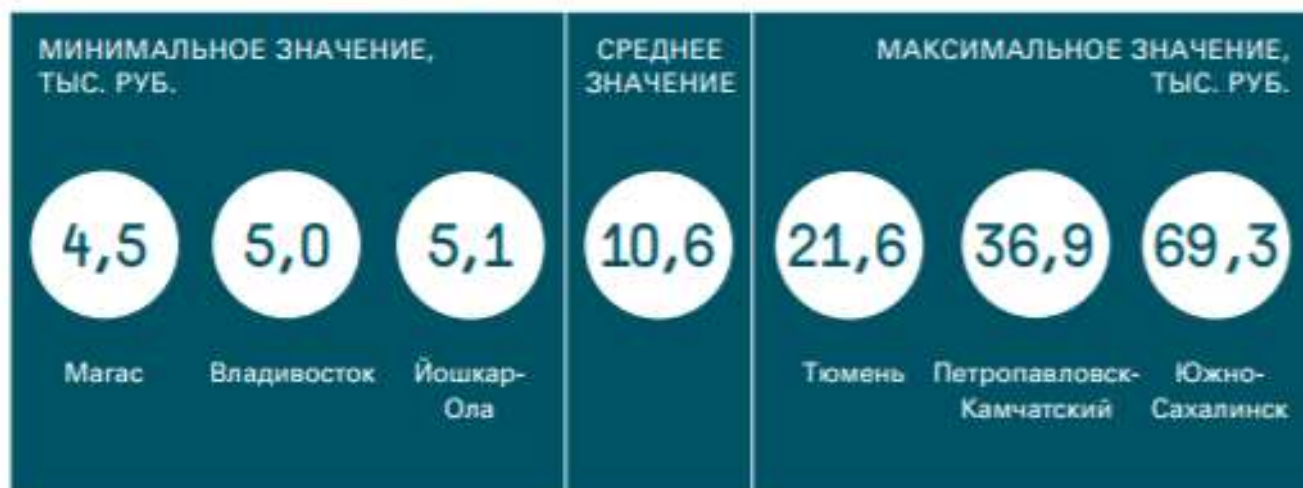 МИНИМАЛЬНОЕ ЗНАЧЕНИЕ,
ТЫС. РУБ.
4,5
5,0
5,1
Магас
Владивосток
Йошкар-
Ола
СРЕДНЕЕ
ЗНАЧЕНИЕ
10,6
МАКСИМАЛЬНОЕ ЗНАЧЕНИЕ,
ТЫС. РУБ.
21,6
36,9
69,3
Тюмень
Петропавловск-
Камчатский
Южно-
Сахалинск